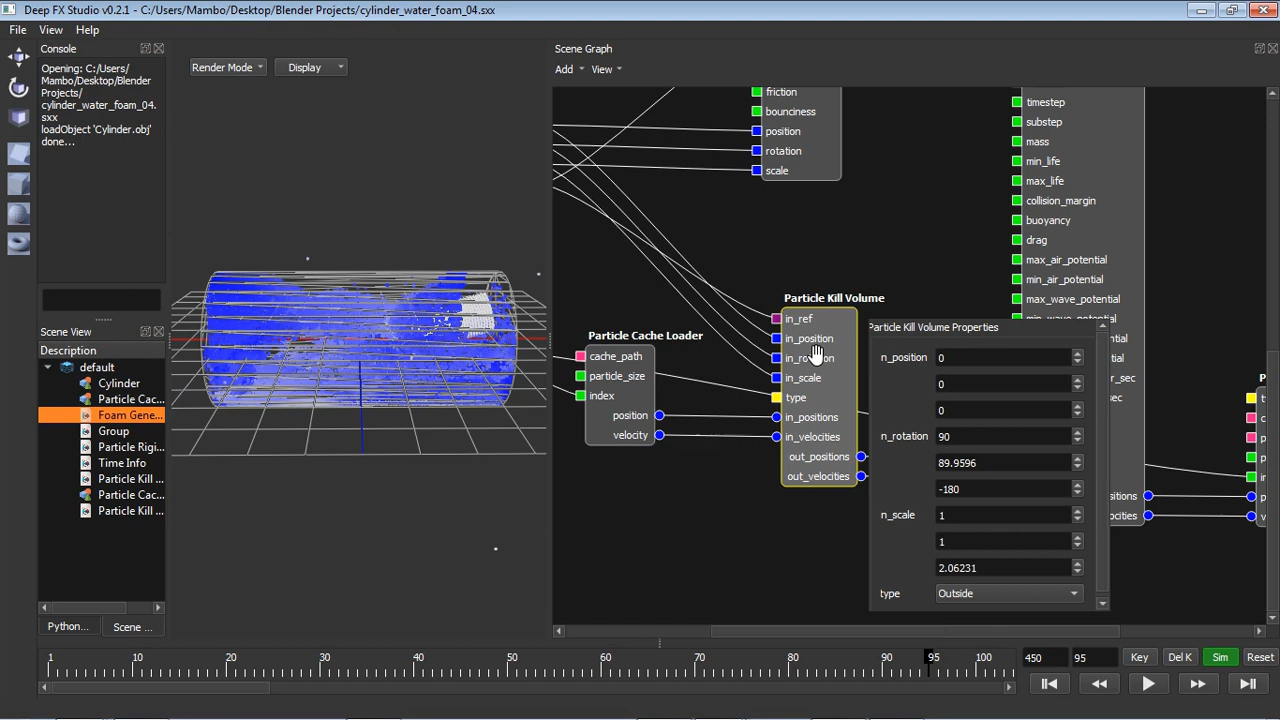 Deep FX Studio v0.2.1 - C:/Users/Mambo/Desktop/Blender Projects/cylinder_water_foam_04.sxx
File View Help
Console
Opening: C:/Users/
Mambo/Desktop/Blender
Projects/
cylinder_water_foam_04.
sxx
loadObject 'Cylinder.obj'
done...
Scene View
Description
default
Cylinder
Particle Cac...
Foam Gene...
Group
Particle Rigi...
Time Info
Particle Kill ...
Particle Cac...
Particle Kill ...
Python...
Scene ...
Render Mode
Display
Scene Graph
Add View
friction
bounciness
position
rotation
scale
timestep
substep
mass
min_life
max_life
collision_margin
buoyancy
drag
max_air_potential
min_air_potential
max_wave_potential
Particle Cache Loader
cache_path
particle_size
index
position
velocity
Particle Kill Volume
in_ref
in_position
in_scale
type
in_positions
in_velocities
out_positions
out_velocities
Particle Kill Volume Properties
n_position 0
0
0
n_rotation 90
89.9596
-180
n_scale 1
1
2.06231
type Outside
1 10 20 30 40 50 60 70 80 90 95 100
450 95 Key Del K Sim Reset